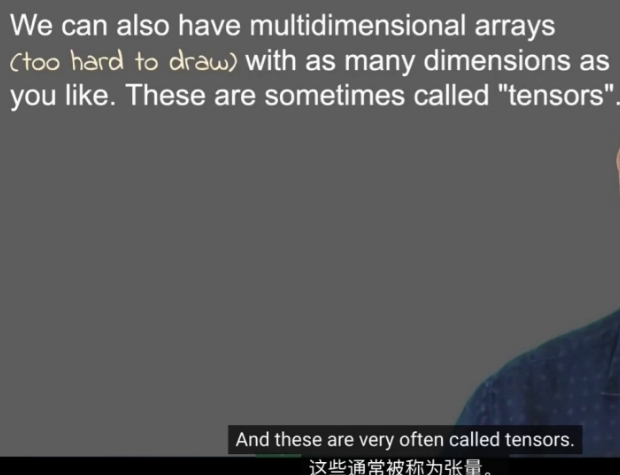 We can also have multidimensional arrays
(too hard to draw) with as many dimensions as
you like. These are sometimes called "tensors".
And these are very often called tensors.
这些通常被称为张量。